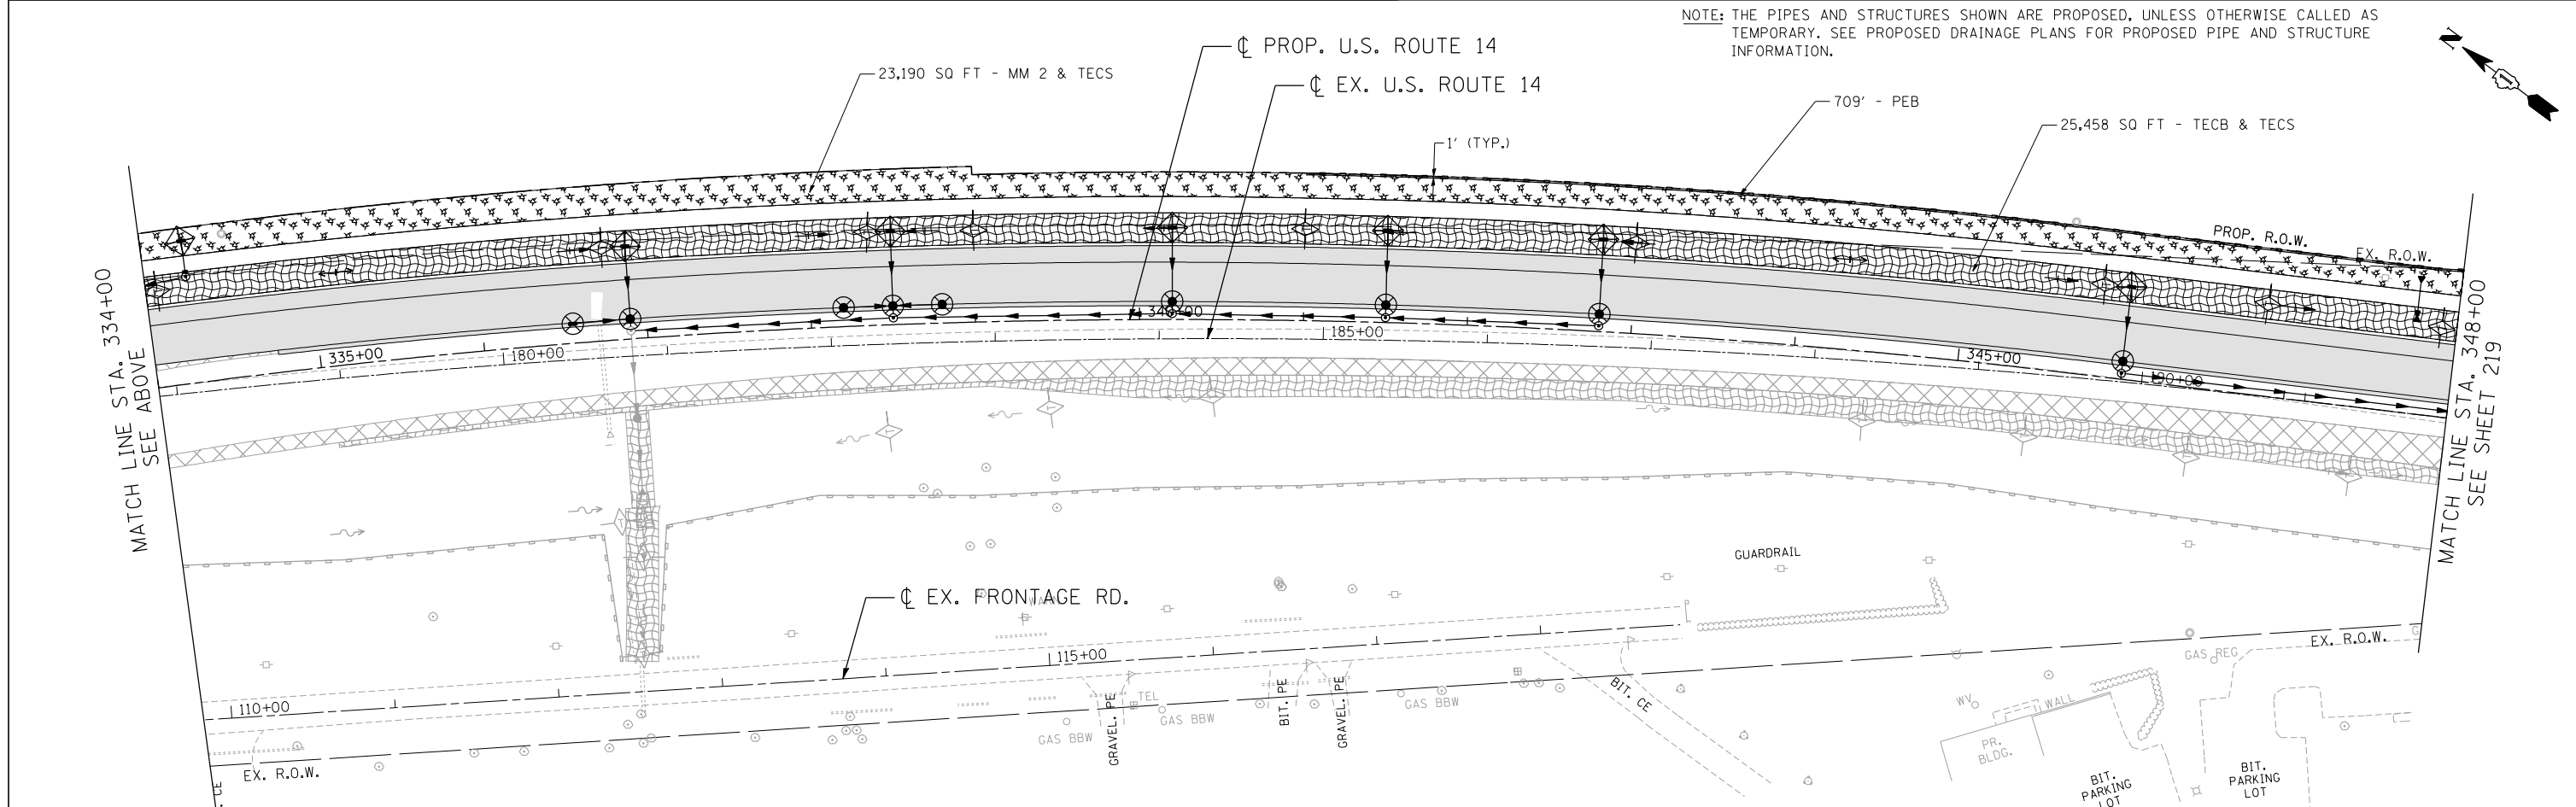 NOTE: THE PIPES AND STRUCTURES SHOWN ARE PROPOSED, UNLESS OTHERWISE CALLED AS
TEMPORARY. SEE PROPOSED DRAINAGE PLANS FOR PROPOSED PIPE AND STRUCTURE
INFORMATION.
N
℄ PROP. U.S. ROUTE 14
23,190 SQ FT - MM 2 & TECS
℄ EX. U.S. ROUTE 14
709' - PEB
25,458 SQ FT - TECB & TECS
1' (TYP.)
PROP. R.O.W.
EX. R.O.W.
MATCH LINE STA. 334+00
SEE ABOVE
335+00
180+00
340+00
185+00
345+00
190+00
MATCH LINE STA. 348+00
SEE SHEET 219
GUARDRAIL
℄ EX. FRONTAGE RD.
115+00
110+00
EX. R.O.W.
EX. R.O.W.
GAS REG
TEL
GAS BBW
GAS BBW
GAS BBW
GRAVEL. PE
BIT. PE
GRAVEL. PE
BIT. CE
WV
WALL
PR.
BLDG.
BIT.
PARKING
LOT
BIT.
PARKING
LOT
. CE